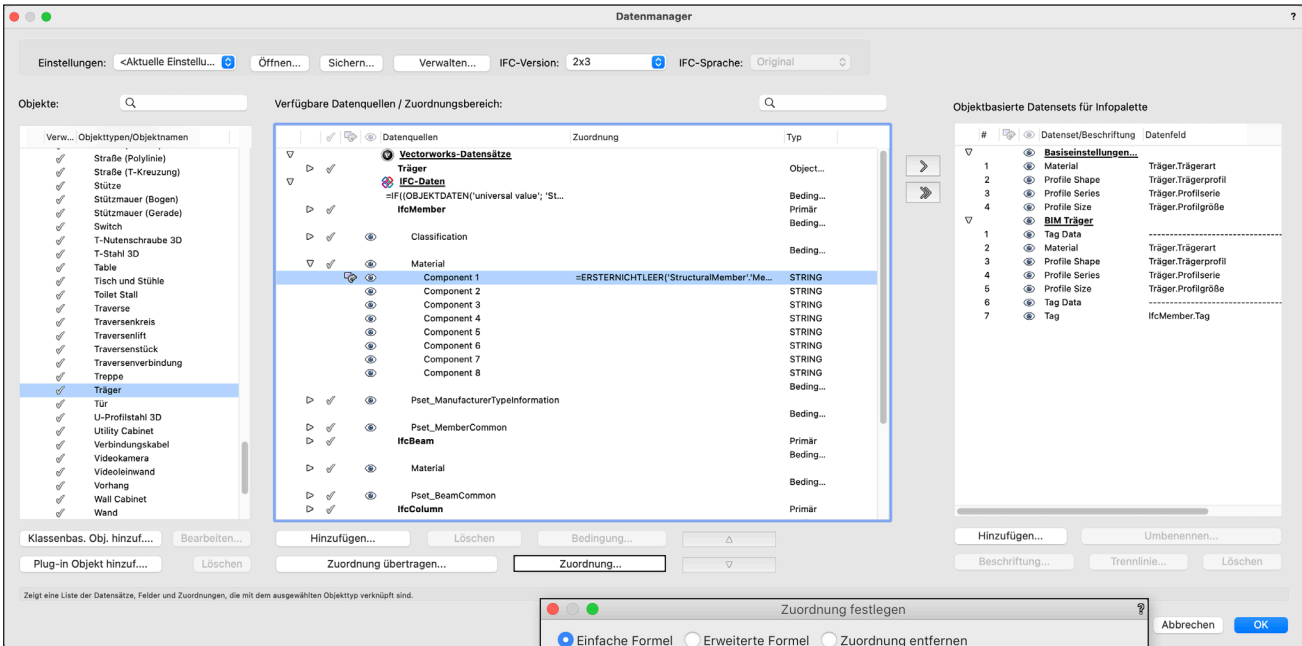 Datenmanager
?
Einstellungen: <Aktuelle Einstellu... Öffnen... Sichern... Verwalten... IFC-Version: 2x3 IFC-Sprache: Original
Objekte:
Verw... Objekttypen/Objektnamen
Straße (Polylinie)
Straße (T-Kreuzung)
Stütze
Stützmauer (Bogen)
Stützmauer (Gerade)
Switch
T-Nutenschraube 3D
T-Stahl 3D
Table
Tisch und Stühle
Toilet Stall
Traverse
Traversenkreis
Traversenlift
Traversenstück
Traversenverbindung
Treppe
Träger
Tür
U-Profilstahl 3D
Utility Cabinet
Verbindungskabel
Videokamera
Videoleinwand
Vorhang
Wall Cabinet
Wand
Klassenbas. Obj. hinzuf.... Bearbeiten...
Plug-in Objekt hinzuf.... Löschen
Verfügbare Datenquellen / Zuordnungsbereich:
Datenquellen Zuordnung Typ
Vectorworks-Datensätze
Träger Object...
IFC-Daten
=IF((OBJEKTDATEN('universal value'; 'St... Beding...
IfcMember Primär
Beding...
Classification
Beding...
Material
Component 1 =ERSTERNICHTLEER('StructuralMember'.'Me... STRING
Component 2 STRING
Component 3 STRING
Component 4 STRING
Component 5 STRING
Component 6 STRING
Component 7 STRING
Component 8 STRING
Beding...
Pset_ManufacturerTypeInformation
Beding...
Pset_MemberCommon
IfcBeam Primär
Beding...
Material
Beding...
Pset_BeamCommon
IfcColumn Primär
Hinzufügen... Löschen Bedingung...
Zuordnung übertragen... Zuordnung...
Objektbasierte Datensets für Infopalette
# Datenset/Beschriftung Datenfeld
Basiseinstellungen...
1 Material Träger.Trägerart
2 Profile Shape Träger.Trägerprofil
3 Profile Series Träger.Profilserie
4 Profile Size Träger.Profilgröße
BIM Träger
1 Tag Data ----------------------------
2 Material Träger.Trägerart
3 Profile Shape Träger.Trägerprofil
4 Profile Series Träger.Profilserie
5 Profile Size Träger.Profilgröße
6 Tag Data ----------------------------
7 Tag IfcMember.Tag
Hinzufügen... Umbenennen...
Beschriftung... Trennlinie... Löschen
Zeigt eine Liste der Datensätze, Felder und Zuordnungen, die mit dem ausgewählten Objekttyp verknüpft sind.
Zuordnung festlegen
?
Einfache Formel Erweiterte Formel Zuordnung entfernen
Abbrechen OK